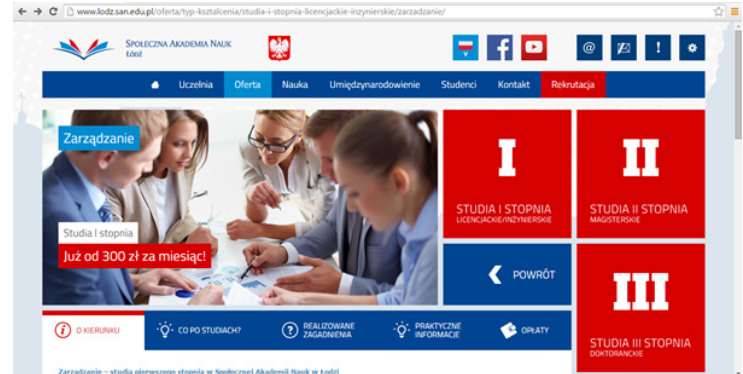 www.lodz.san.edu.pl/oferta/typ-ksztalcenia/studia-i-stopnia-licencjackie-inzynierskie/zarzadzanie/
SPOŁECZNA AKADEMIA NAUK
ŁÓDŹ
@
!
Uczelnia Oferta Nauka Umiędzynarodowienie Studenci Kontakt Rekrutacja
Zarządzanie
Studia I stopnia
Już od 300 zł za miesiąc!
I
STUDIA I STOPNIA
LICENCJACKIE/INŻYNIERSKIE
II
STUDIA II STOPNIA
MAGISTERSKIE
POWRÓT
III
STUDIA III STOPNIA
DOKTORANCKIE
O KIERUNKU
CO PO STUDIACH?
REALIZOWANE
ZAGADNIENIA
PRAKTYCZNE
INFORMACJE
OPŁATY
Zarządzanie – studia pierwszego stopnia w Społecznej Akademii Nauk w Łodzi